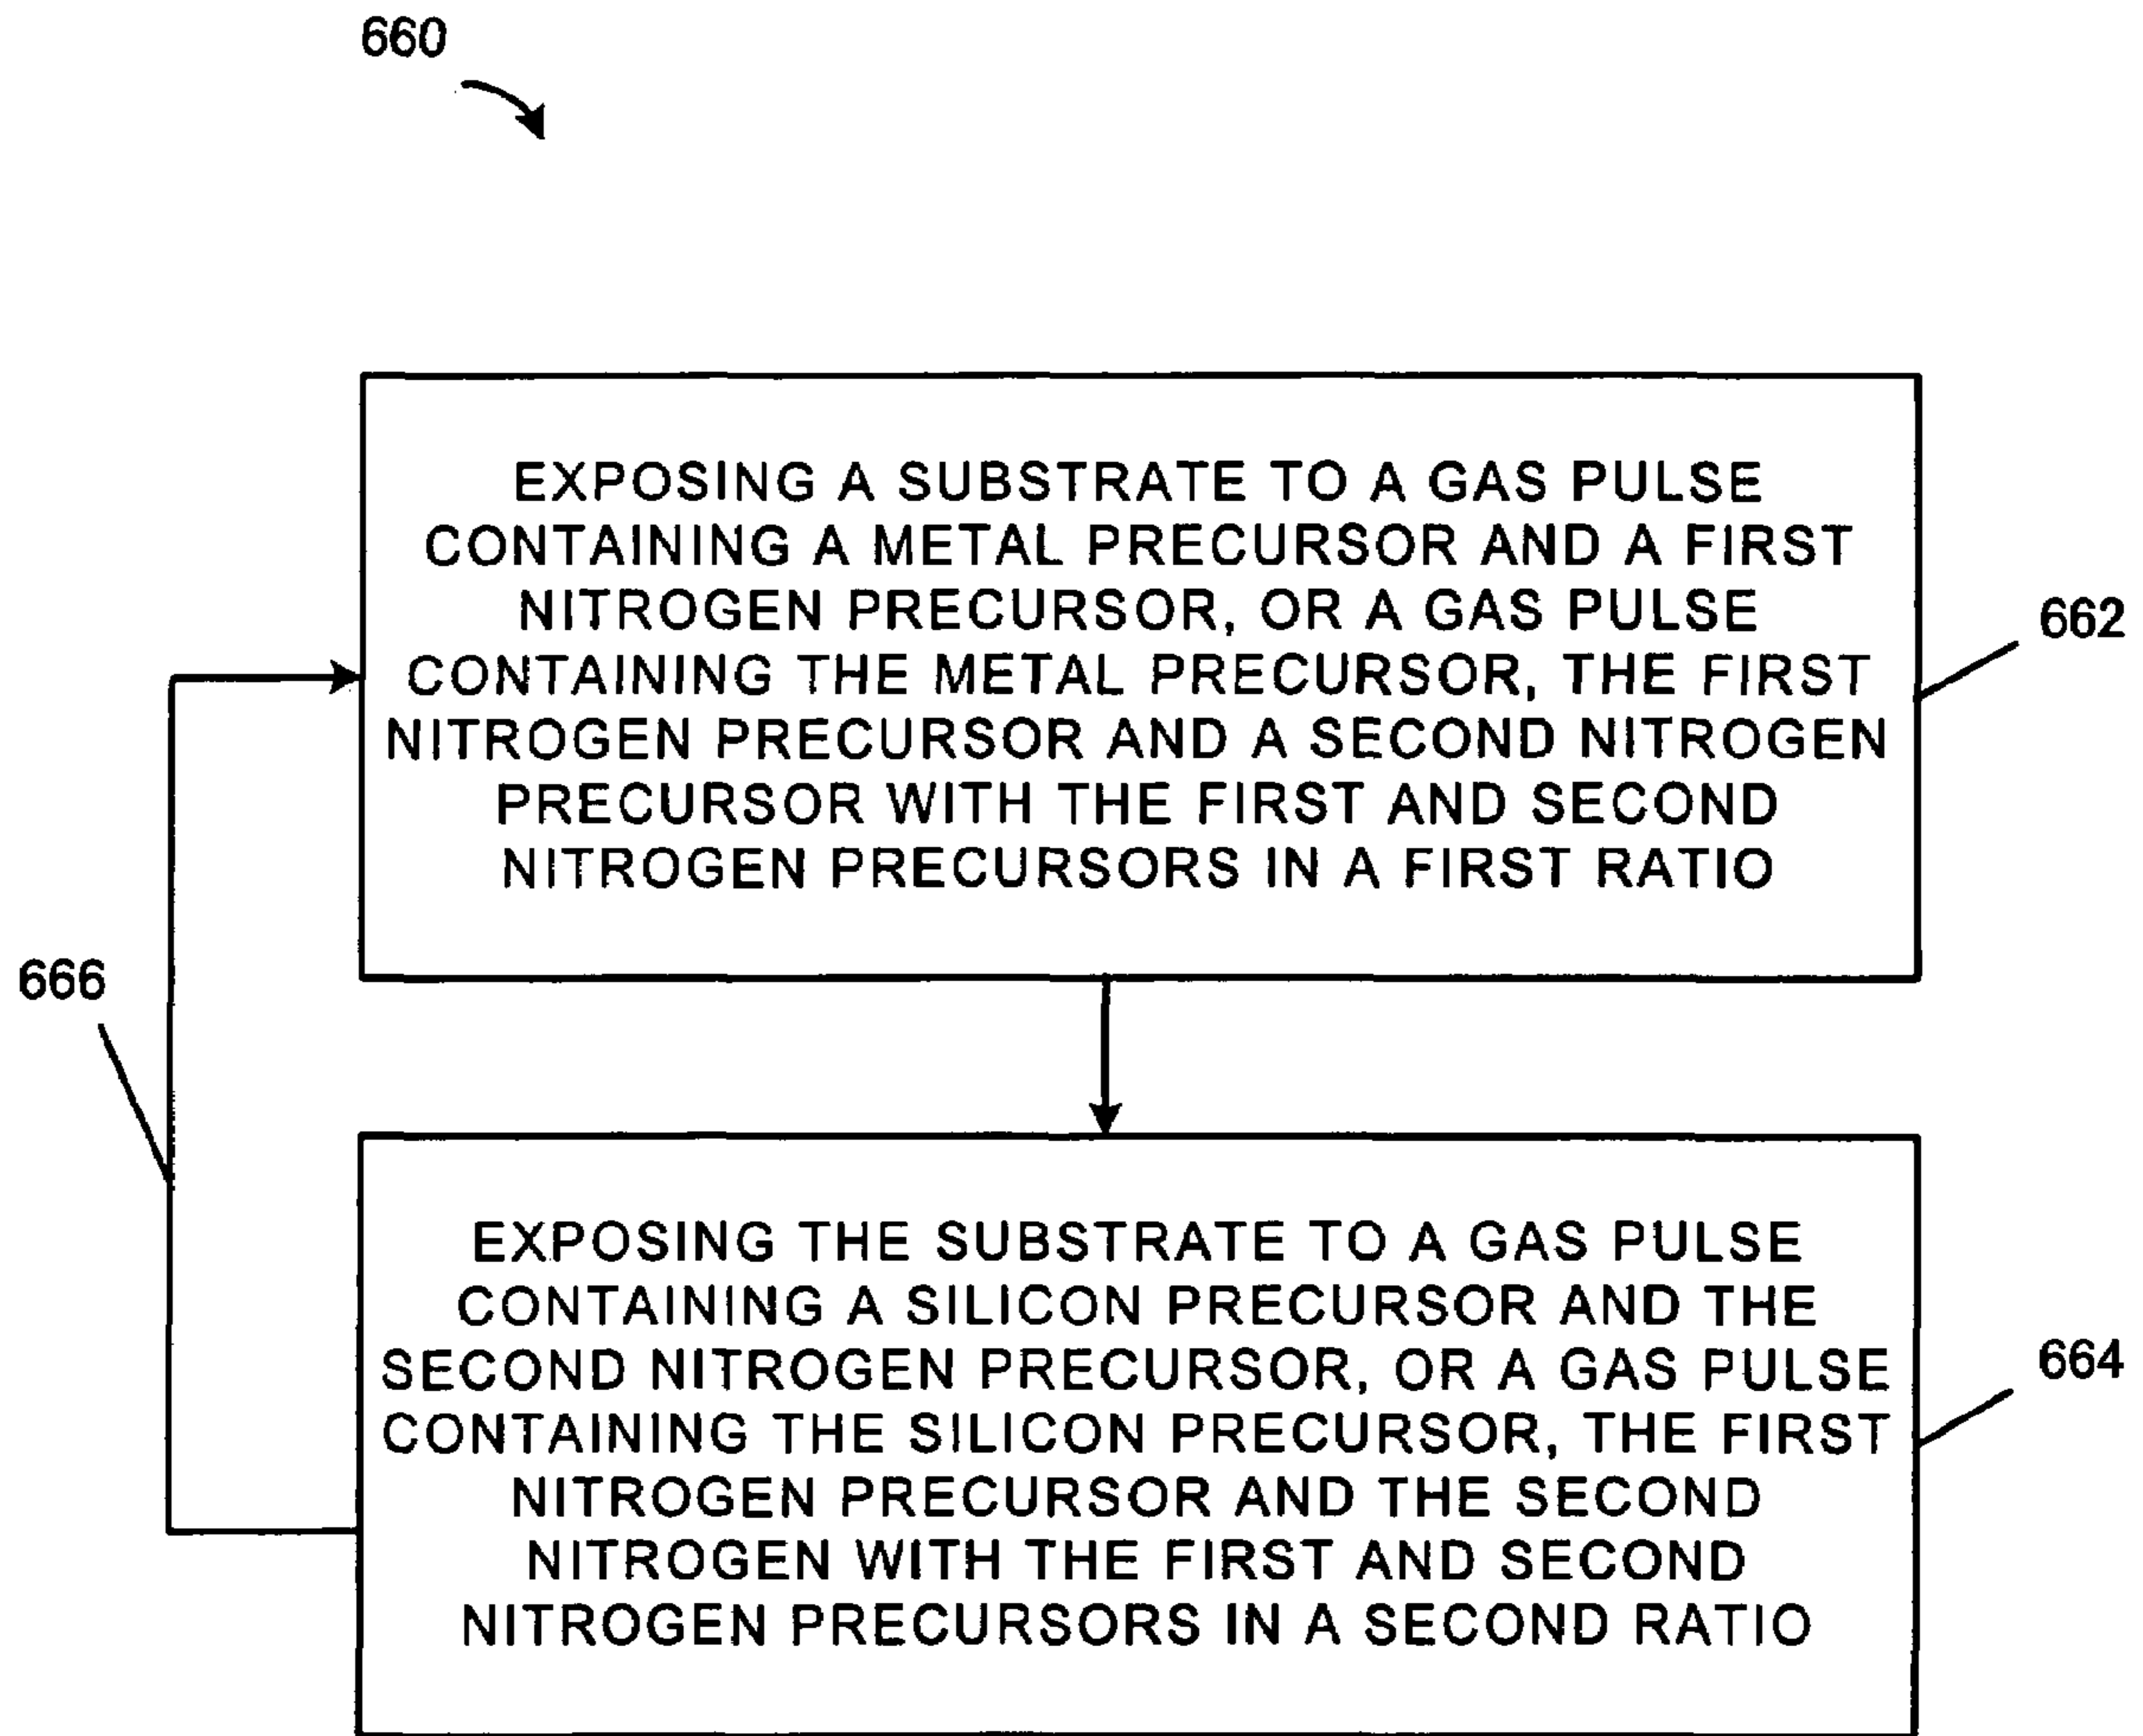 660
EXPOSING A SUBSTRATE TO A GAS PULSE
CONTAINING A METAL PRECURSOR AND A FIRST
NITROGEN PRECURSOR, OR A GAS PULSE
CONTAINING THE METAL PRECURSOR, THE FIRST
NITROGEN PRECURSOR AND A SECOND NITROGEN
PRECURSOR WITH THE FIRST AND SECOND
NITROGEN PRECURSORS IN A FIRST RATIO
662
666
EXPOSING THE SUBSTRATE TO A GAS PULSE
CONTAINING A SILICON PRECURSOR AND THE
SECOND NITROGEN PRECURSOR, OR A GAS PULSE
CONTAINING THE SILICON PRECURSOR, THE FIRST
NITROGEN PRECURSOR AND THE SECOND
NITROGEN WITH THE FIRST AND SECOND
NITROGEN PRECURSORS IN A SECOND RATIO
664